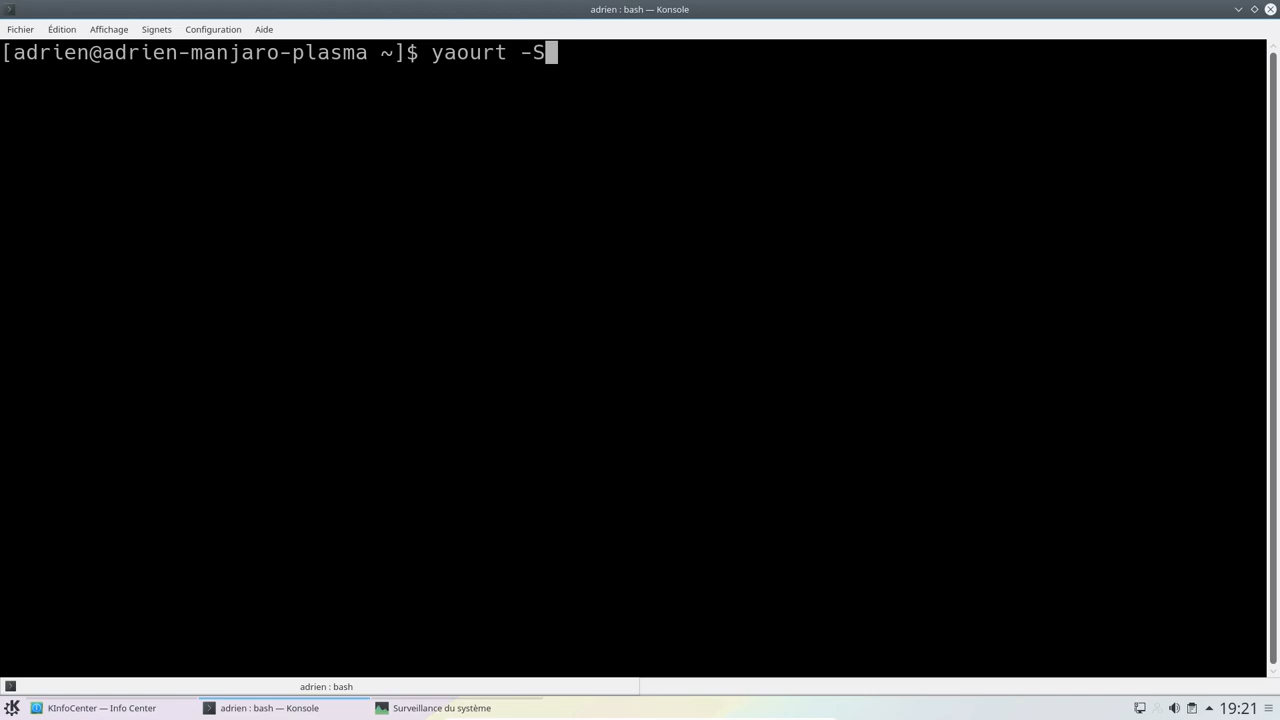 adrien : bash — Konsole
Fichier Édition Affichage Signets Configuration Aide
[adrien@adrien-manjaro-plasma ~]$ yaourt -S
adrien : bash
KInfoCenter — Info Center adrien : bash — Konsole Surveillance du système 19:21